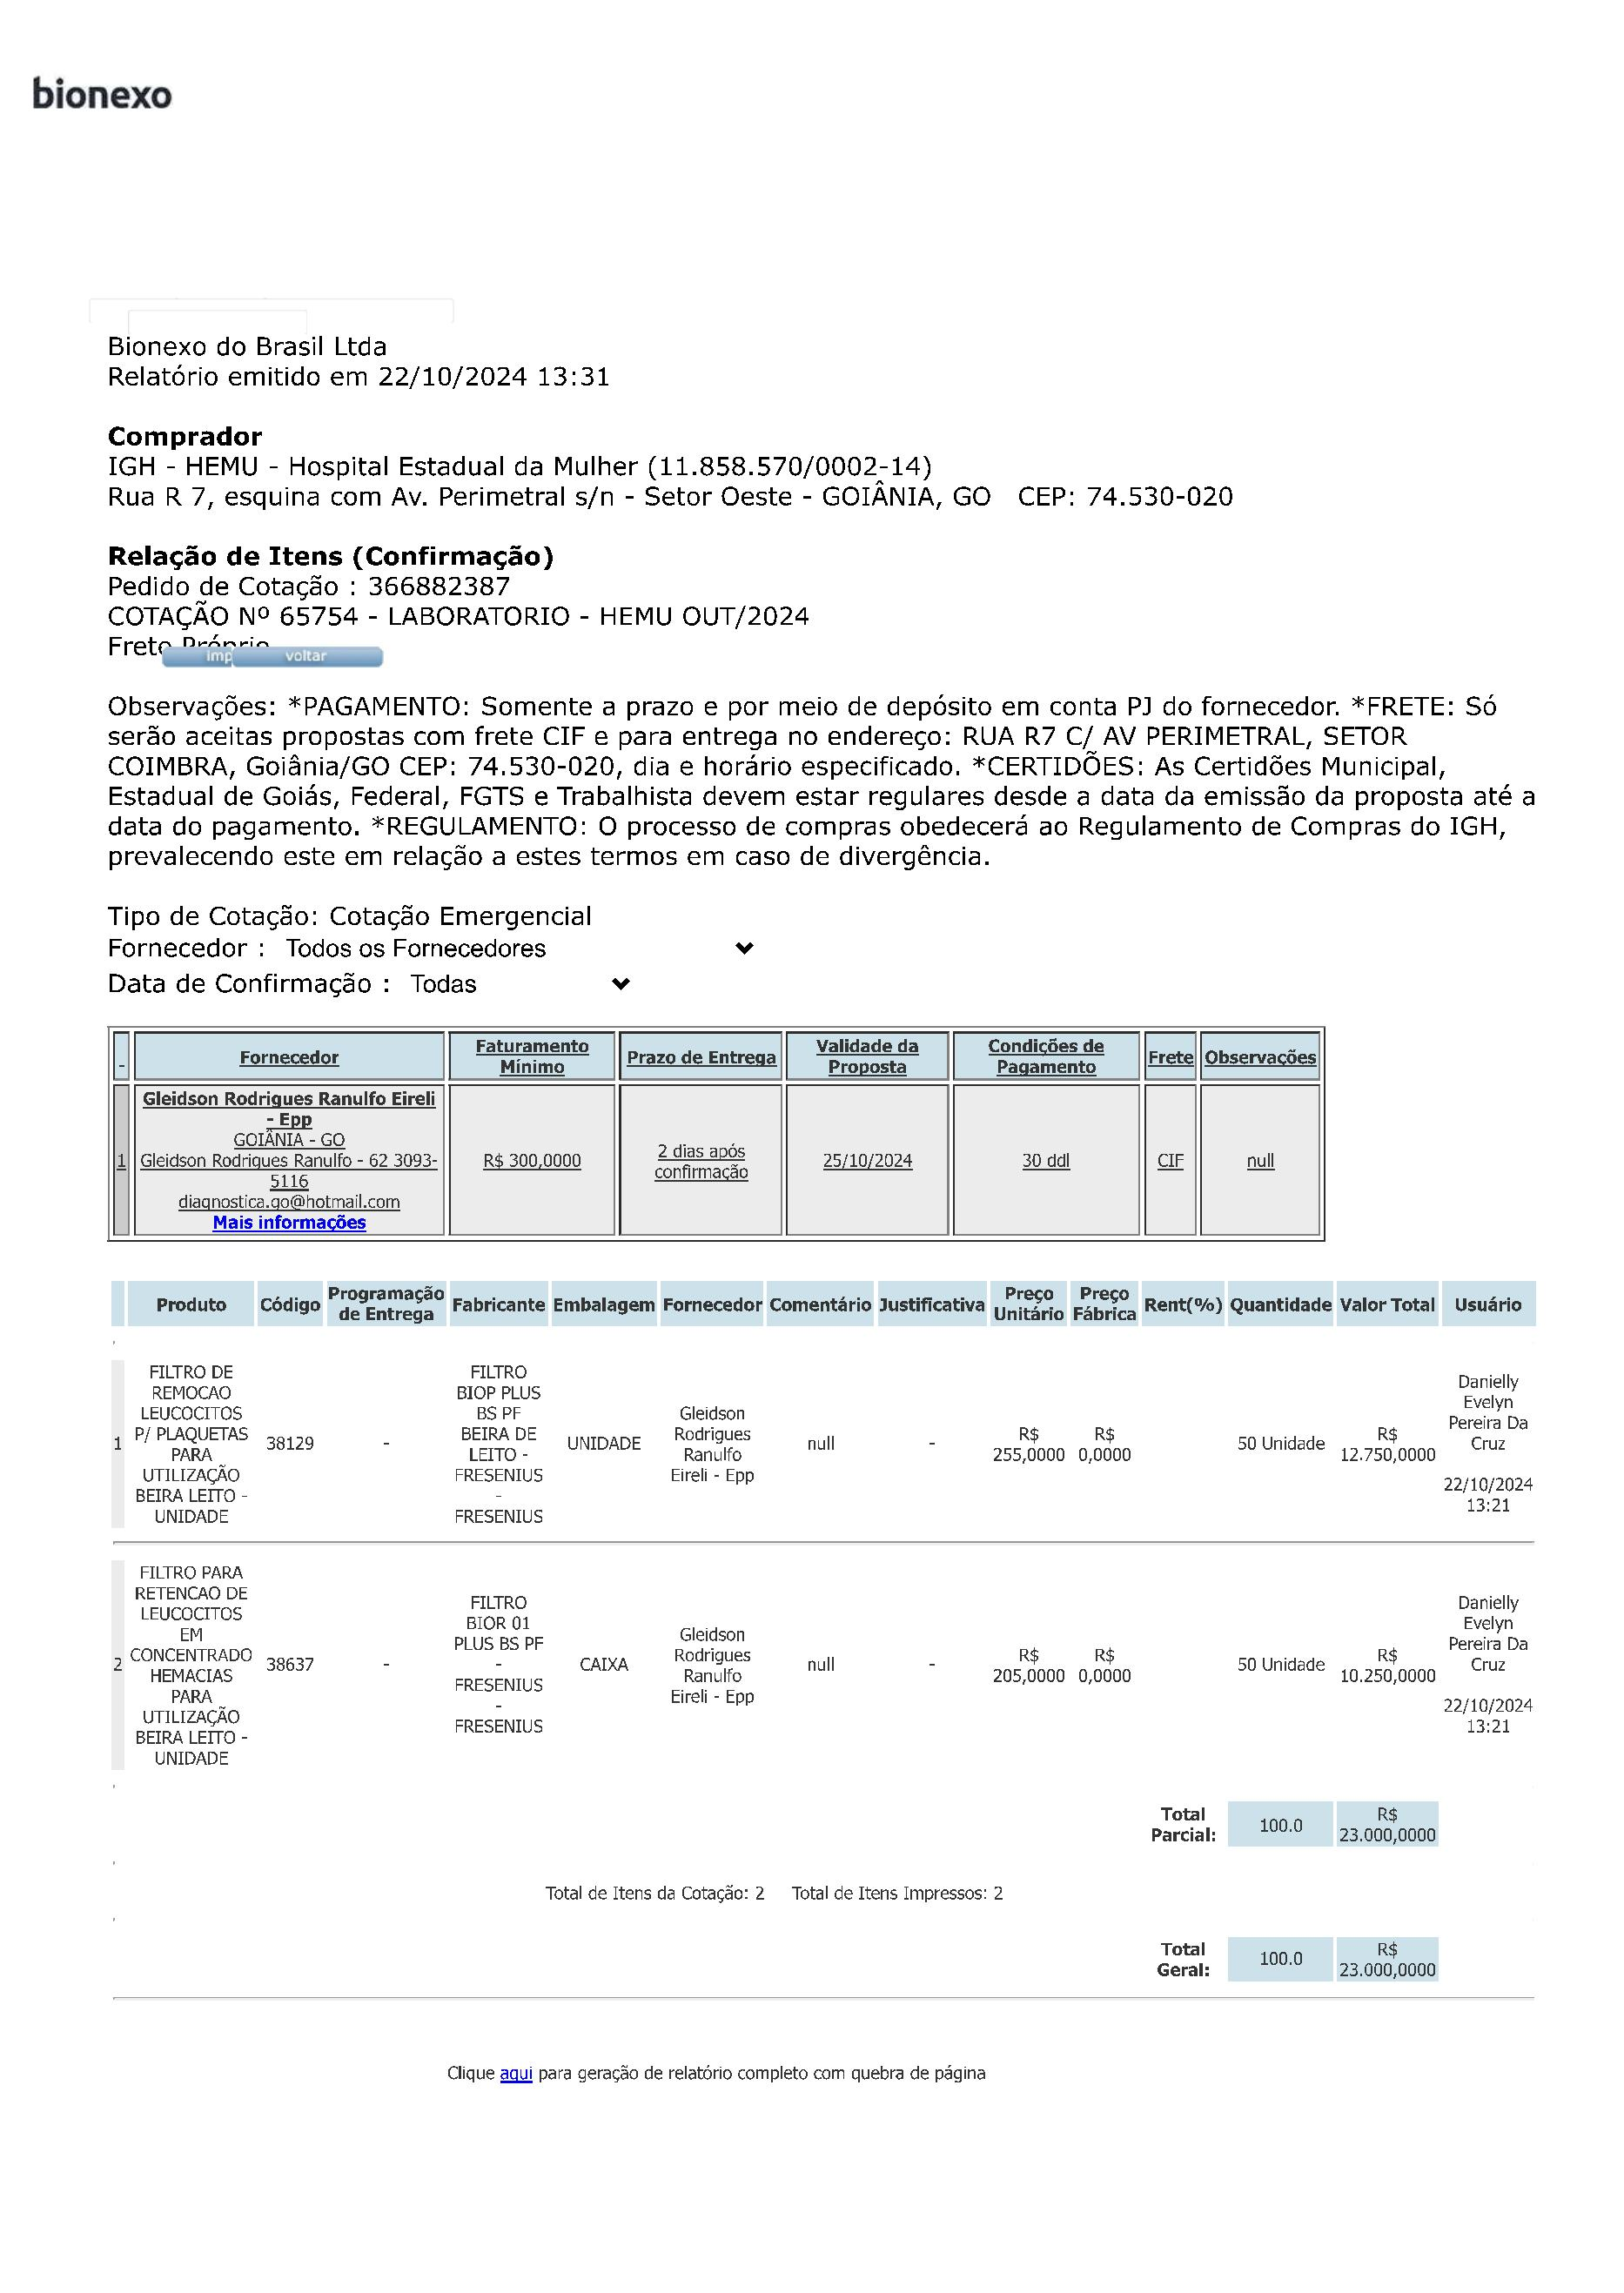 bionexo
Bionexo do Brasil Ltda
Relatório emitido em 22/10/2024 13:31
Comprador
IGH - HEMU - Hospital Estadual da Mulher (11.858.570/0002-14)
Rua R 7, esquina com Av. Perimetral s/n - Setor Oeste - GOIÂNIA, GO CEP: 74.530-020
Relação de Itens (Confirmação)
Pedido de Cotação : 366882387
COTAÇÃO Nº 65754 - LABORATORIO - HEMU OUT/2024
Frete Próprio
imp voltar
Observações: *PAGAMENTO: Somente a prazo e por meio de depósito em conta PJ do fornecedor. *FRETE: Só
serão aceitas propostas com frete CIF e para entrega no endereço: RUA R7 C/ AV PERIMETRAL, SETOR
COIMBRA, Goiânia/GO CEP: 74.530-020, dia e horário especificado. *CERTIDÕES: As Certidões Municipal,
Estadual de Goiás, Federal, FGTS e Trabalhista devem estar regulares desde a data da emissão da proposta até a
data do pagamento. *REGULAMENTO: O processo de compras obedecerá ao Regulamento de Compras do IGH,
prevalecendo este em relação a estes termos em caso de divergência.
Tipo de Cotação: Cotação Emergencial
Fornecedor : Todos os Fornecedores
Data de Confirmação : Todas
Fornecedor
Faturamento
Mínimo
Prazo de Entrega
Validade da
Proposta
Condições de
Pagamento
Frete
Observações
1
Gleidson Rodrigues Ranulfo Eireli
- Epp
GOIÂNIA - GO
Gleidson Rodrigues Ranulfo - 62 3093-
5116
diagnostica.go@hotmail.com
Mais informações
R$ 300,0000
2 dias após
confirmação
25/10/2024
30 ddl
CIF
null
Produto
Código
Programação
de Entrega
Fabricante
Embalagem
Fornecedor
Comentário
Justificativa
Preço
Unitário
Preço
Fábrica
Rent(%)
Quantidade
Valor Total
Usuário
1
FILTRO DE
REMOCAO
LEUCOCITOS
P/ PLAQUETAS
PARA
UTILIZAÇÃO
BEIRA LEITO -
UNIDADE
38129
-
FILTRO
BIOP PLUS
BS PF
BEIRA DE
LEITO -
FRESENIUS
-
FRESENIUS
UNIDADE
Gleidson
Rodrigues
Ranulfo
Eireli - Epp
null
-
R$
255,0000
R$
0,0000
50 Unidade
R$
12.750,0000
Danielly
Evelyn
Pereira Da
Cruz
22/10/2024
13:21
2
FILTRO PARA
RETENCAO DE
LEUCOCITOS
EM
CONCENTRADO
HEMACIAS
PARA
UTILIZAÇÃO
BEIRA LEITO -
UNIDADE
38637
-
FILTRO
BIOR 01
PLUS BS PF
-
FRESENIUS
-
FRESENIUS
CAIXA
Gleidson
Rodrigues
Ranulfo
Eireli - Epp
null
-
R$
205,0000
R$
0,0000
50 Unidade
R$
10.250,0000
Danielly
Evelyn
Pereira Da
Cruz
22/10/2024
13:21
Total
Parcial:
100.0
R$
23.000,0000
Total de Itens da Cotação: 2 Total de Itens Impressos: 2
Total
Geral:
100.0
R$
23.000,0000
Clique aqui para geração de relatório completo com quebra de página